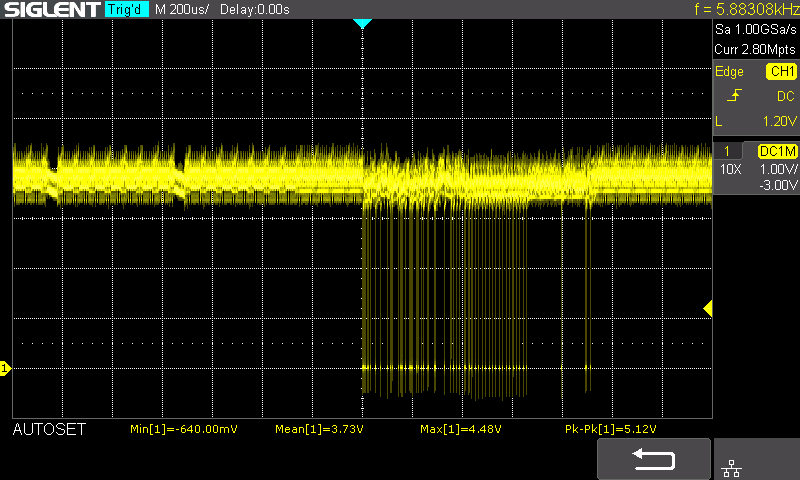 SIGLENT Trig'd M 200us/ Delay:0.00s f = 5.88308kHz
Sa 1.00GSa/s
Curr 2.80Mpts
Edge CH1
DC
L 1.20V
1 DC1M
10X 1.00V/
-3.00V
1
AUTOSET Min[1]=-640.00mV Mean[1]=3.73V Max[1]=4.48V Pk-Pk[1]=5.12V